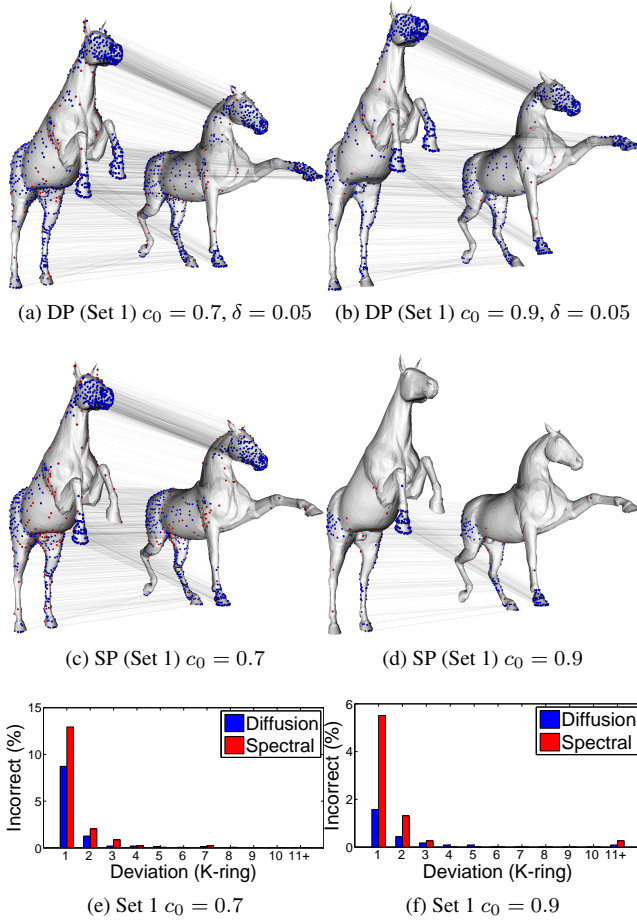 (a) DP (Set 1) c₀ = 0.7, δ = 0.05
(b) DP (Set 1) c₀ = 0.9, δ = 0.05
(c) SP (Set 1) c₀ = 0.7
(d) SP (Set 1) c₀ = 0.9
15
10
5
0
Incorrect (%)
Diffusion
Spectral
1 2 3 4 5 6 7 8 9 10 11+
Deviation (K-ring)
(e) Set 1 c₀ = 0.7
6
4
2
0
Incorrect (%)
Diffusion
Spectral
1 2 3 4 5 6 7 8 9 10 11+
Deviation (K-ring)
(f) Set 1 c₀ = 0.9